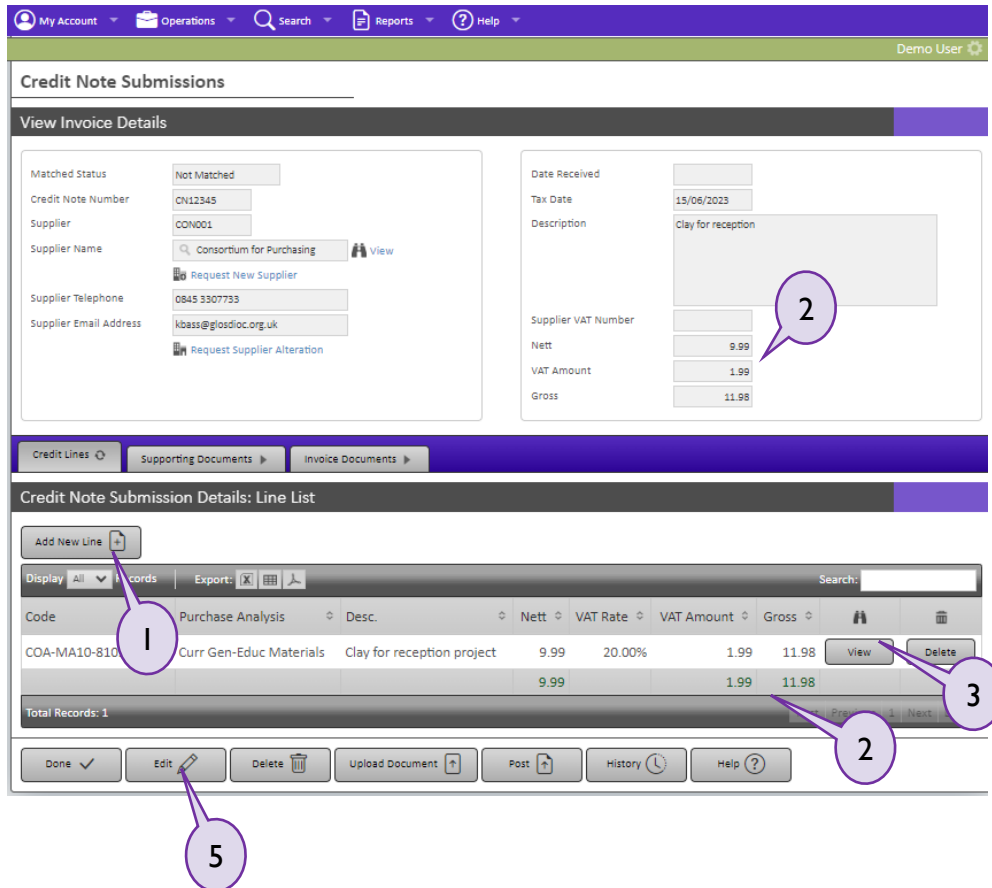 My Account Operations Search Reports Help
Demo User
Credit Note Submissions
View Invoice Details
Matched Status Not Matched
Credit Note Number CN12345
Supplier CON001
Supplier Name Consortium for Purchasing View
Request New Supplier
Supplier Telephone 0845 3307733
Supplier Email Address kbass@glosdioc.org.uk
Request Supplier Alteration
Date Received
Tax Date 15/06/2023
Description Clay for reception
2
Supplier VAT Number
Nett 9.99
VAT Amount 1.99
Gross 11.98
Credit Lines Supporting Documents Invoice Documents
Credit Note Submission Details: Line List
Add New Line
Display All Export: Search:
Code Purchase Analysis Desc. Nett VAT Rate VAT Amount Gross
1
COA-MA10-810 Curr Gen-Educ Materials Clay for reception project 9.99 20.00% 1.99 11.98 View Delete
9.99 1.99 11.98
3
Total Records: 1 Previous 1 Next
2
Done Edit Delete Upload Document Post History Help
5